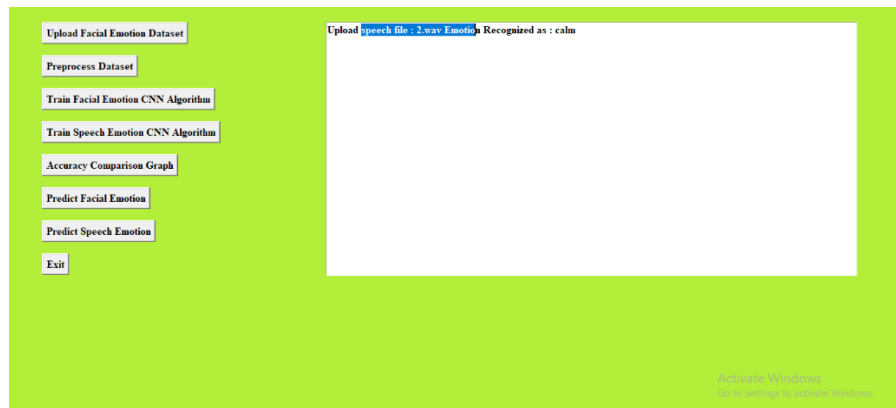 Upload Facial Emotion Dataset
Preprocess Dataset
Train Facial Emotion CNN Algorithm
Train Speech Emotion CNN Algorithm
Accuracy Comparison Graph
Predict Facial Emotion
Predict Speech Emotion
Exit
Upload speech file : 2.wav Emotion Recognized as : calm
Activate Windows
Go to Settings to activate Windows.